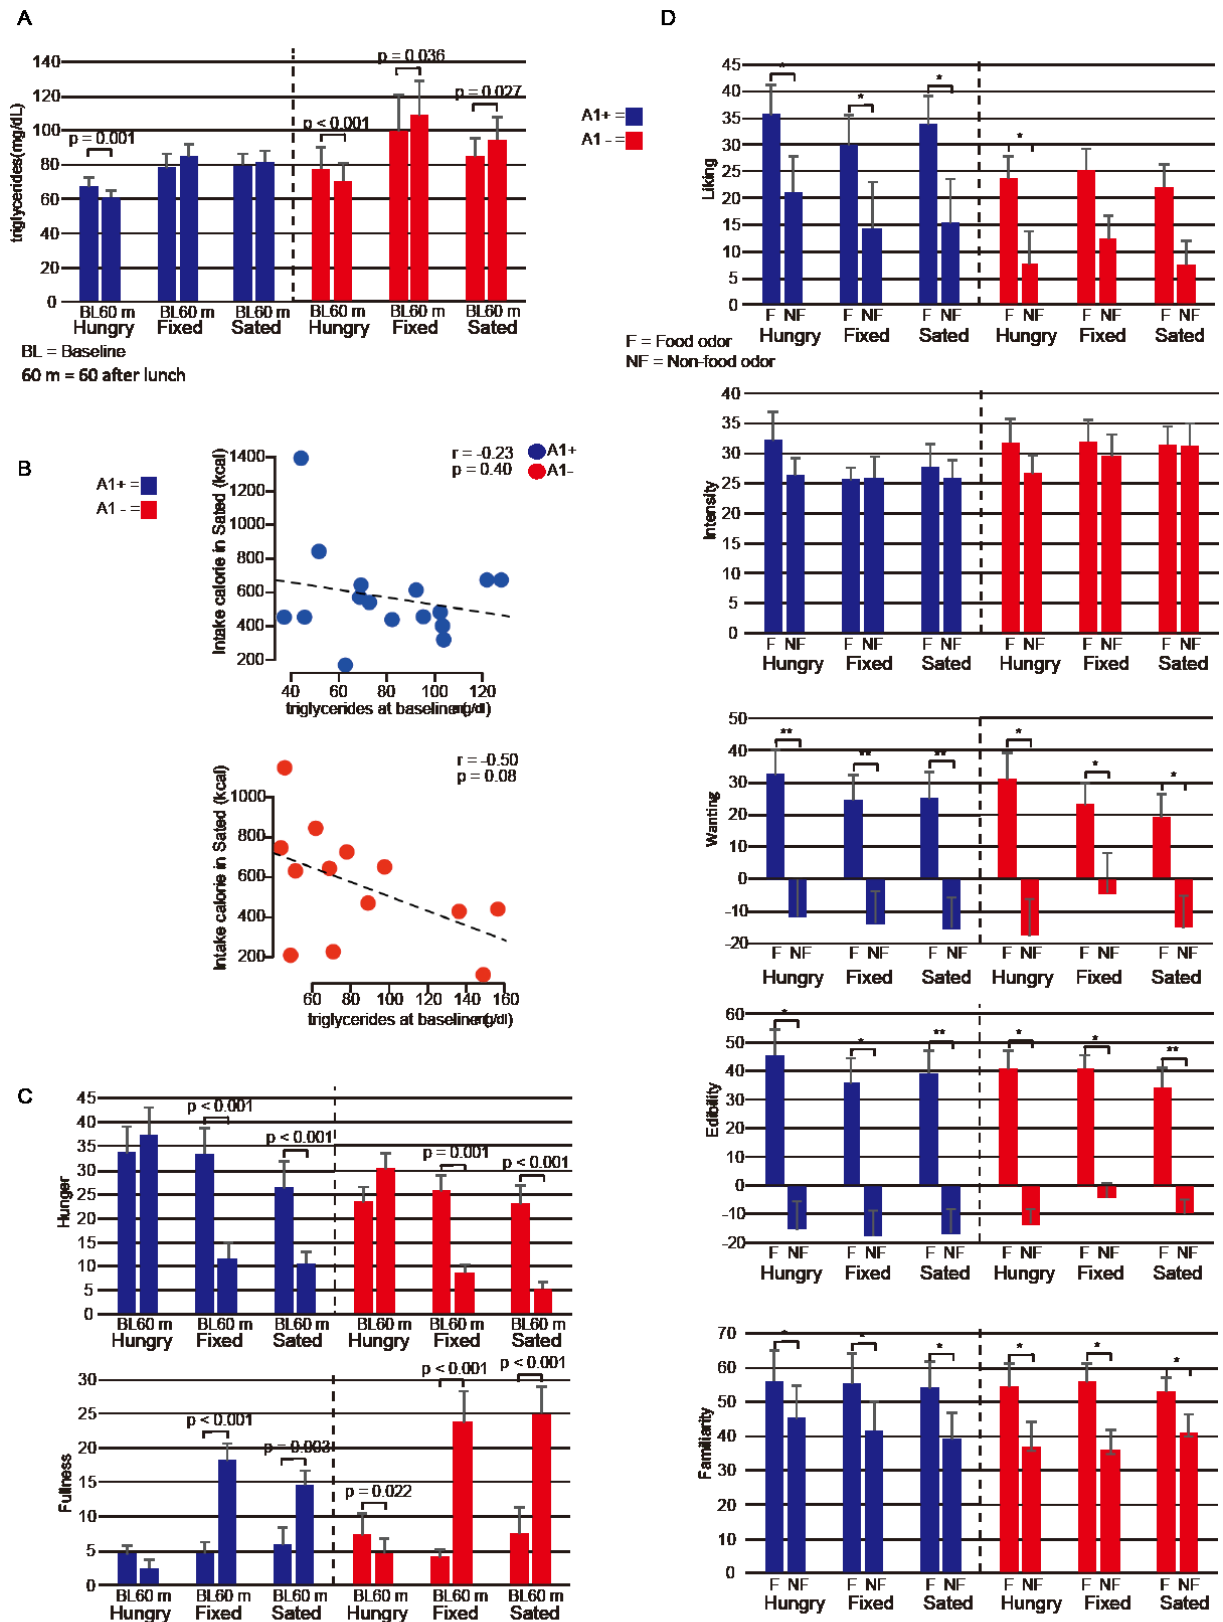 A
triglycerides(mg/dL)
140
120
100
80
60
40
20
0
p = 0.001
p < 0.001
p = 0.036
p = 0.027
BL60 m BL60 m BL60 m BL60 m BL60 m BL60 m
Hungry Fixed Sated Hungry Fixed Sated
BL = Baseline
60 m = 60 after lunch
A1+ =
A1 - =
B
A1+ =
A1 - =
Intake calorie in Sated (kcal)
1400
1200
1000
800
600
400
200
r = -0.23
p = 0.40
A1+
A1-
40 60 80 100 120
triglycerides at baseline (mg/dl)
Intake calorie in Sated (kcal)
1000
800
600
400
200
r = -0.50
p = 0.08
60 80 100 120 140 160
triglycerides at baseline (mg/dl)
C
Hunger
45
40
35
30
25
20
15
10
5
0
p < 0.001
p < 0.001
p = 0.001
p < 0.001
BL60 m BL60 m BL60 m BL60 m BL60 m BL60 m
Hungry Fixed Sated Hungry Fixed Sated
Fullness
30
25
20
15
10
5
0
p < 0.001
p = 0.003
p = 0.022
p < 0.001
p < 0.001
BL60 m BL60 m BL60 m BL60 m BL60 m BL60 m
Hungry Fixed Sated Hungry Fixed Sated
D
Liking
45
40
35
30
25
20
15
10
5
0
* * * *
F NF F NF F NF F NF F NF F NF
Hungry Fixed Sated Hungry Fixed Sated
F = Food odor
NF = Non-food odor
Intensity
40
35
30
25
20
15
10
5
0
F NF F NF F NF F NF F NF F NF
Hungry Fixed Sated Hungry Fixed Sated
Wanting
50
40
30
20
10
0
-10
-20
** ** ** * * *
F NF F NF F NF F NF F NF F NF
Hungry Fixed Sated Hungry Fixed Sated
Edibility
60
50
40
30
20
10
0
-10
-20
* * ** * * **
F NF F NF F NF F NF F NF F NF
Hungry Fixed Sated Hungry Fixed Sated
Familiarity
70
60
50
40
30
20
10
0
* * * * * *
F NF F NF F NF F NF F NF F NF
Hungry Fixed Sated Hungry Fixed Sated